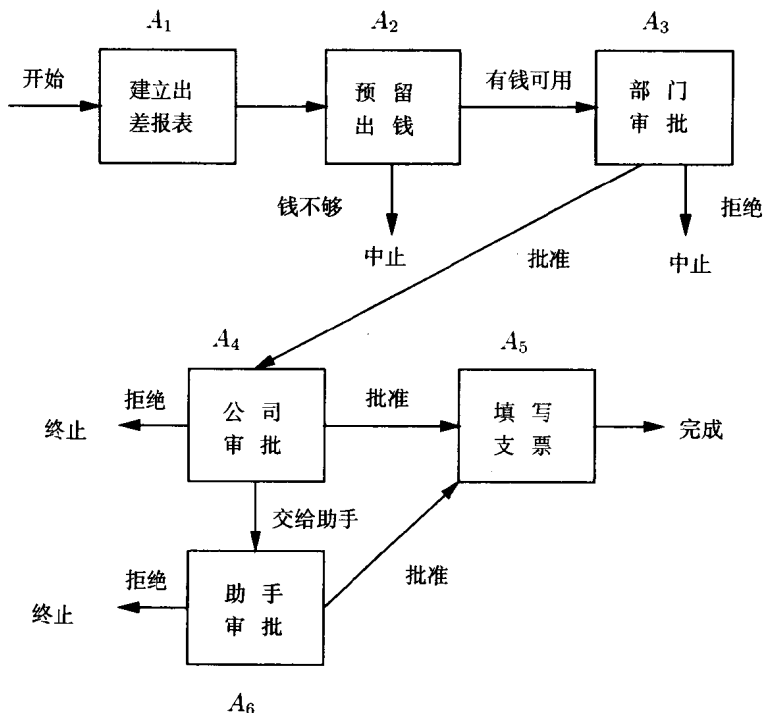 A1
A2
A3
开始
建立出
差报表
预留
出钱
有钱可用
部门
审批
钱不够
中止
拒绝
中止
批准
A4
A5
终止
拒绝
公司
审批
批准
填写
支票
完成
交给助手
终止
拒绝
助手
审批
批准
A6